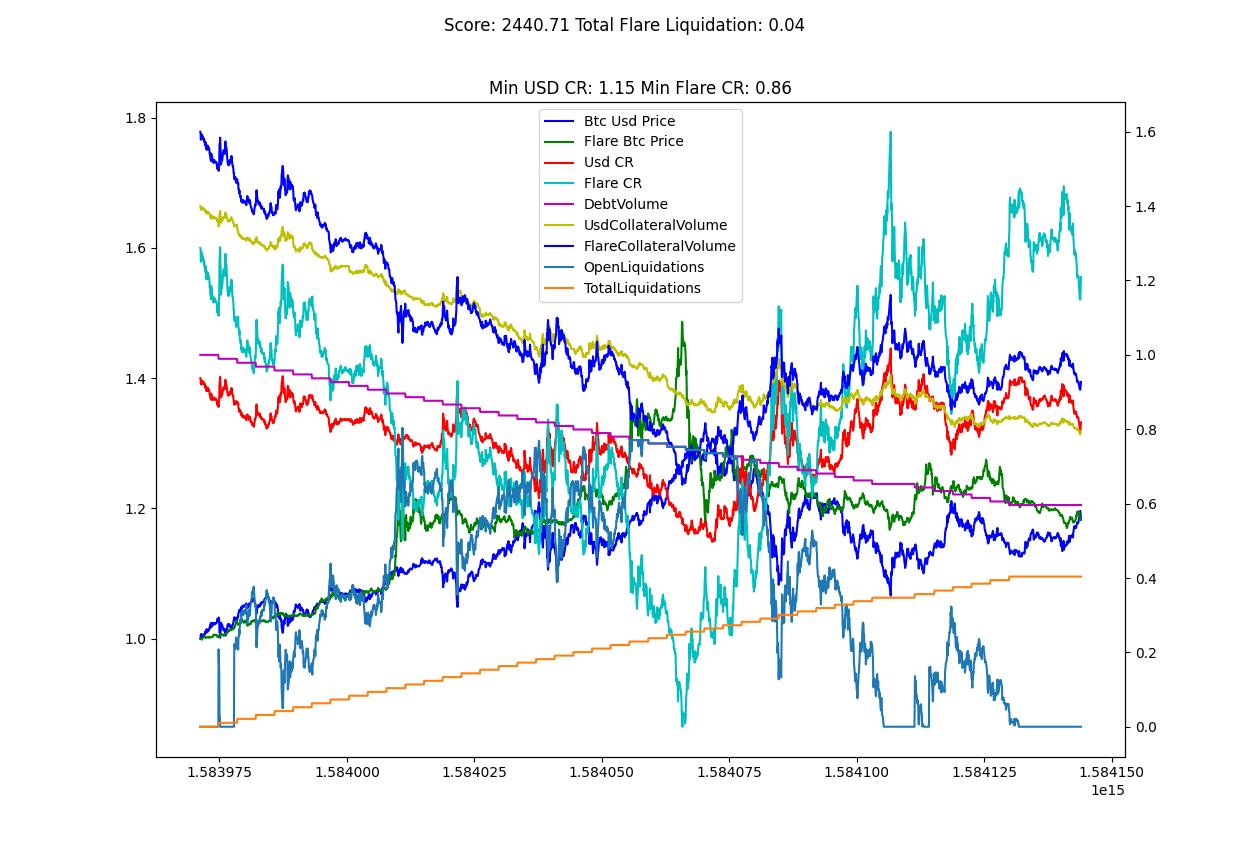 Score: 2440.71 Total Flare Liquidation: 0.04
Min USD CR: 1.15 Min Flare CR: 0.86
Btc Usd Price
Flare Btc Price
Usd CR
Flare CR
DebtVolume
UsdCollateralVolume
FlareCollateralVolume
OpenLiquidations
TotalLiquidations
1.8
1.6
1.4
1.2
1.0
1.6
1.4
1.2
1.0
0.8
0.6
0.4
0.2
0.0
1.583975 1.584000 1.584025 1.584050 1.584075 1.584100 1.584125 1.584150
1e15